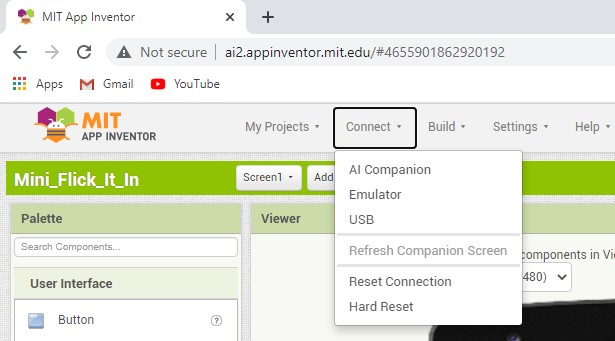 MIT App Inventor
Not secure ai2.appinventor.mit.edu/#4655901862920192
Apps Gmail YouTube
MIT
APP INVENTOR
My Projects Connect Build Settings Help
Mini_Flick_It_In
Screen1 Add
AI Companion
Emulator
USB
Refresh Companion Screen
Reset Connection
Hard Reset
Palette
Viewer
Search Components...
components in Vi
480)
User Interface
Button
?